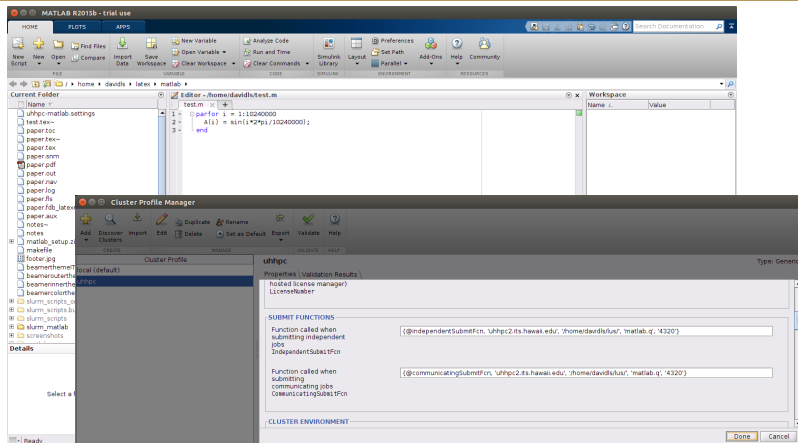 MATLAB R2015b - trial use
HOME PLOTS APPS
Search Documentation
New Script
New
Open
Find Files
Compare
Import Data
Save Workspace
New Variable
Open Variable
Clear Workspace
Analyze Code
Run and Time
Clear Commands
Simulink Library
Layout
Preferences
Set Path
Parallel
Add-Ons
Help
Community
FILE VARIABLE CODE SIMULINK ENVIRONMENT RESOURCES
/ home davidls latex matlab
Current Folder
Name
uhhpc-matlab.settings
test.tex~
paper.toc
paper.tex~
paper.tex
paper.snm
paper.pdf
paper.out
paper.nav
paper.log
paper.fls
paper.fdb_latex
paper.aux
notes~
notes
matlab_setup.zi
makefile
footer.jpg
beamerthemeT
beamerouterthe
beamerinnerthe
beamercolorthe
slurm_scripts_o
slurm_scripts.bu
slurm_scripts
slurm_matlab
screenshots
Details
Select a f
Ready
Editor - /home/davidls/test.m
test.m
1 - parfor i = 1:10240000
2 - A(i) = sin(i*2*pi/10240000);
3 - end
Workspace
Name Value
Cluster Profile Manager
Add
Discover Clusters
Import
Edit
Duplicate
Delete
Rename
Set as Default
Export
Validate
Help
CREATE MANAGE VALIDATE HELP
Cluster Profile
local (default)
uhhpc
uhhpc
Type: Generic
Properties Validation Results
hosted license manager)
LicenseNumber
SUBMIT FUNCTIONS
Function called when
submitting independent
jobs
IndependentSubmitFcn
{@independentSubmitFcn, 'uhhpc2.its.hawaii.edu', '/home/davidls/lus/', 'matlab.q', '4320'}
Function called when
submitting
communicating jobs
CommunicatingSubmitFcn
{@communicatingSubmitFcn, 'uhhpc2.its.hawaii.edu', '/home/davidls/lus/', 'matlab.q', '4320'}
CLUSTER ENVIRONMENT
Done Cancel